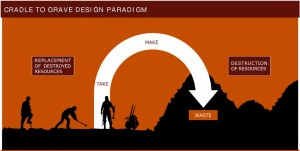 CRADLE TO GRAVE DESIGN PARADIGM
MAKE
REPLACEMENT
OF DESTROYED
RESOURCES
DESTRUCTION
OF RESOURCES
TAKE
WASTE